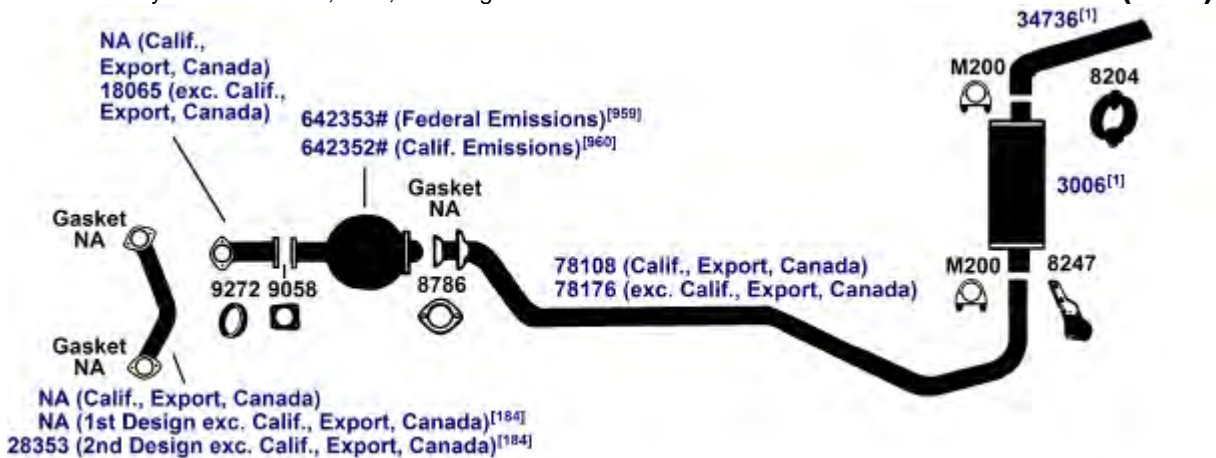 34736[1]
NA (Calif.,
Export, Canada)
18065 (exc. Calif.,
Export, Canada)
M200
8204
642353# (Federal Emissions)[959]
642352# (Calif. Emissions)[960]
Gasket
NA
3006[1]
Gasket
NA
9272
9058
8786
78108 (Calif., Export, Canada)
78176 (exc. Calif., Export, Canada)
M200
8247
Gasket
NA
NA (Calif., Export, Canada)
NA (1st Design exc. Calif., Export, Canada)[184]
28353 (2nd Design exc. Calif., Export, Canada)[184]